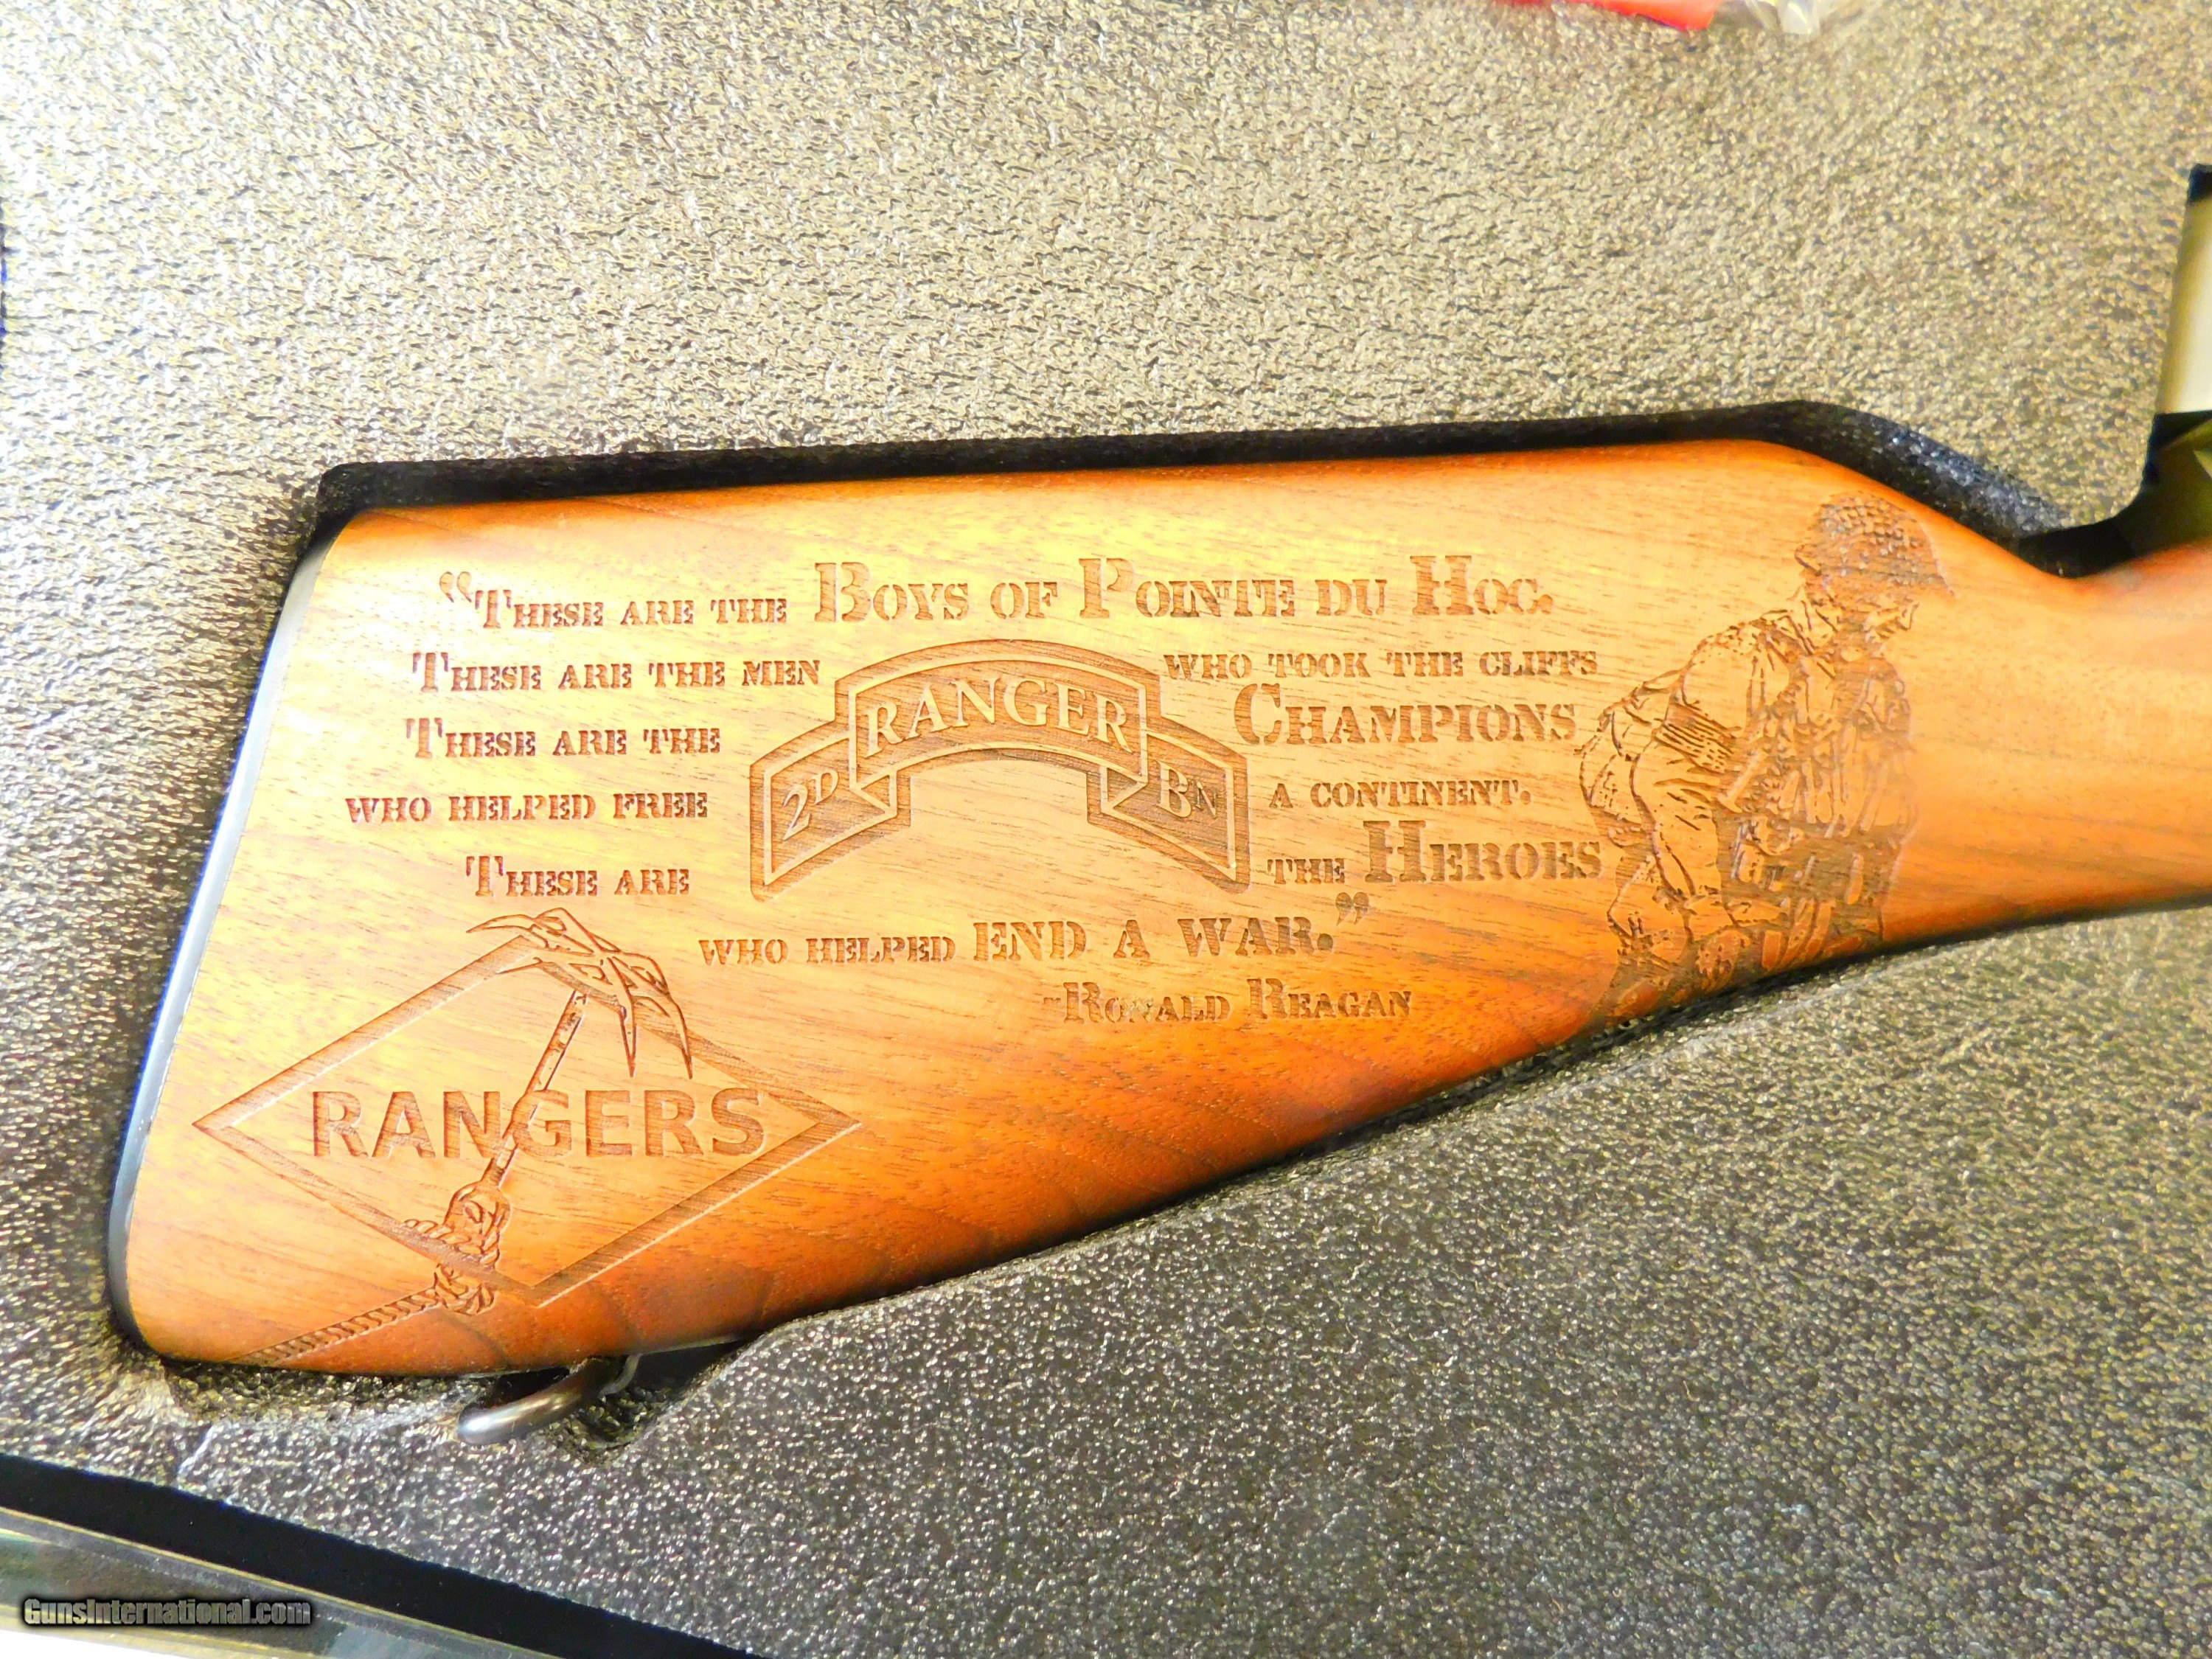 “These are the Boys of Pointe du Hoc.
These are the men who took the cliffs
These are the Champions
who helped free a continent.
These are the Heroes
who helped end a war.”
-Ronald Reagan
2D RANGER BN
RANGERS
GunsInternational.com